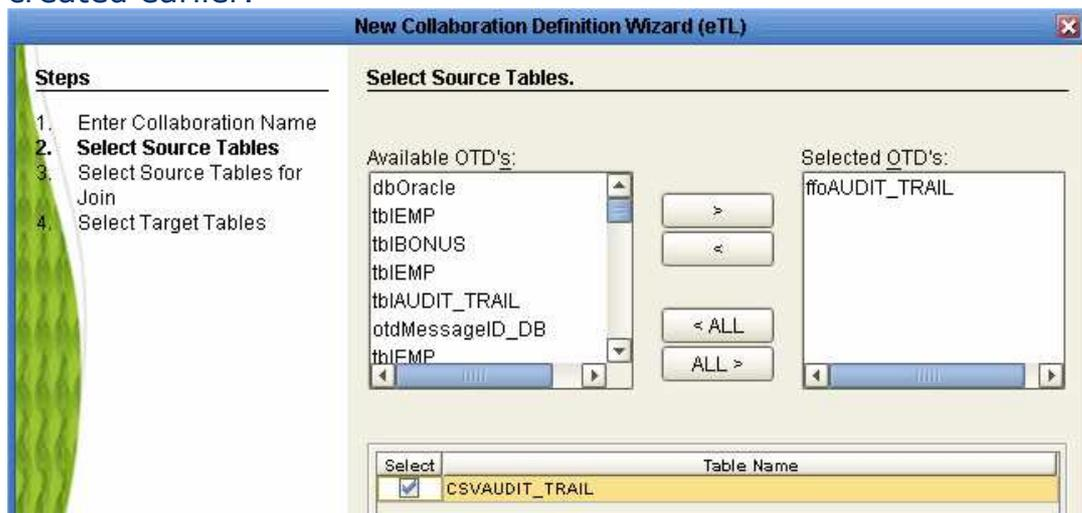 created earlier.
New Collaboration Definition Wizard (eTL)
Steps
1. Enter Collaboration Name
2. Select Source Tables
3. Select Source Tables for
Join
4. Select Target Tables
Select Source Tables.
Available OTD's:
dbOracle
tblEMP
tblBONUS
tblEMP
tblAUDIT_TRAIL
otdMessageID_DB
tblEMP
>
<
< ALL
ALL >
Selected OTD's:
ffoAUDIT_TRAIL
Select Table Name
CSVAUDIT_TRAIL